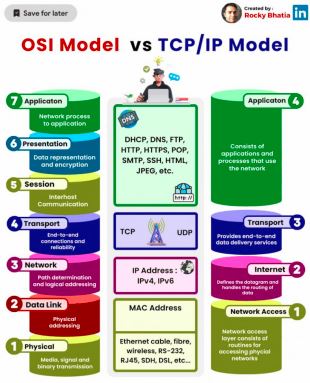 Save for later
Created by :
Rocky Bhatia
in
OSI Model vs TCP/IP Model
7 Applicaton
Network process
to application
6 Presentation
Data representation
and encryption
5 Session
Interhost
Communication
4 Transport
End-to-end
connections and
reliability
3 Network
Path determination
and logical addressing
2 Data Link
Physical
addressing
1 Physical
Media, signal and
binary transmission
DNS
DHCP, DNS, FTP,
HTTP, HTTPS, POP,
SMTP, SSH, HTML,
JPEG, etc.
http://
TCP
UDP
IP Address :
IPv4, IPv6
MAC Address
Ethernet cable, fibre,
wireless, RS-232,
RJ45, SDH, DSL, etc...
Applicaton 4
Consists of
applications and
processes that use
the network
Transport 3
Provides end-to-end
data delivery services
Internet 2
Defines the datagram and
handles the routing of
data
Network Access 1
Network access
layer consists of
routines for
accessing phycial
networks